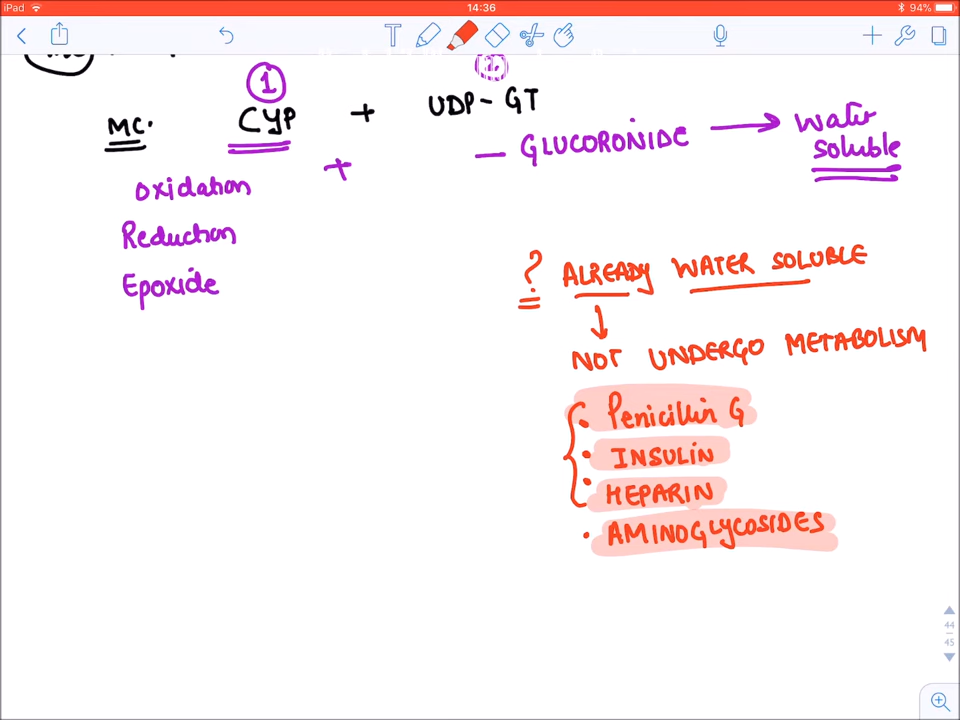 iPad
14:36
94%
T
i
MC. CYP + UDP-GT
+ — GLUCORONIDE → Water soluble
Oxidation
Reduction
Epoxide
? ALREADY WATER SOLUBLE
↓
NOT UNDERGO METABOLISM
• Penicillin G
• INSULIN
• HEPARIN
• AMINOGLYCOSIDES
44
45